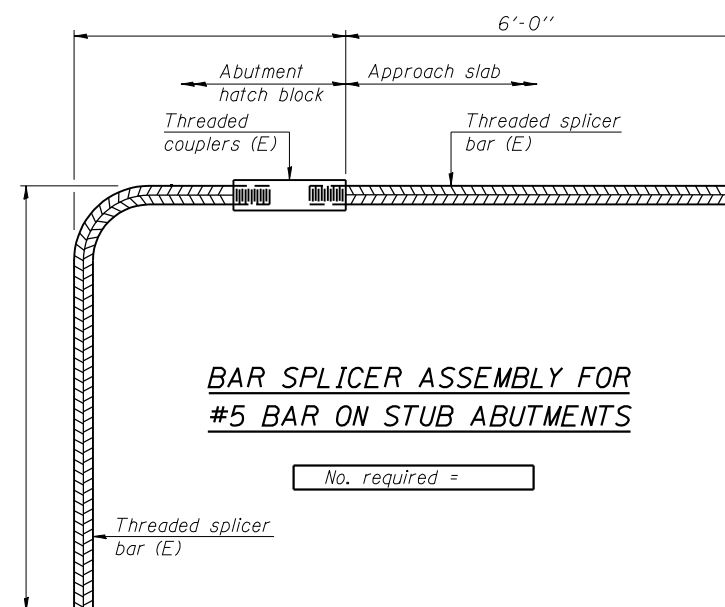 6'-0"
Abutment
hatch block
Approach slab
Threaded
couplers (E)
Threaded splicer
bar (E)
BAR SPLICER ASSEMBLY FOR
#5 BAR ON STUB ABUTMENTS
No. required =
Threaded splicer
bar (E)